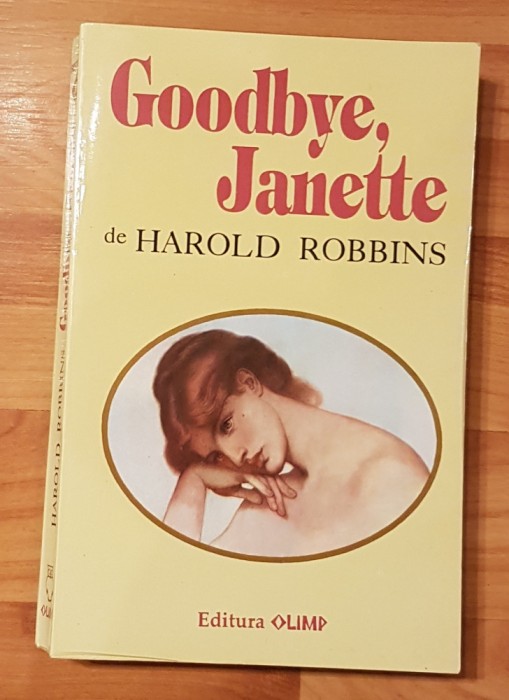 Goodbye,
Janette
de HAROLD ROBBINS
Editura OLIMP
HAROLD ROBBINS